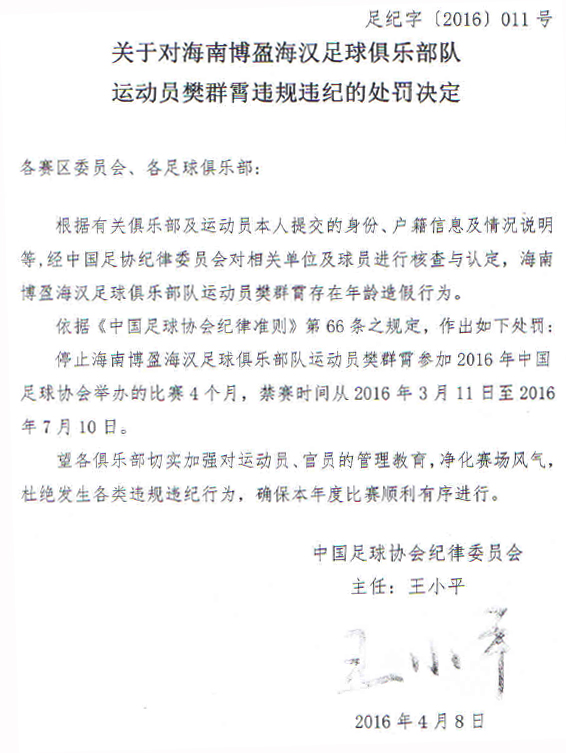 足纪字〔2016〕011号
关于对海南博盈海汉足球俱乐部队
运动员樊群霄违规违纪的处罚决定
各赛区委员会、各足球俱乐部：
根据有关俱乐部及运动员本人提交的身份、户籍信息及情况说明
等,经中国足协纪律委员会对相关单位及球员进行核查与认定，海南
博盈海汉足球俱乐部队运动员樊群霄存在年龄造假行为。
依据《中国足球协会纪律准则》第66条之规定，作出如下处罚：
停止海南博盈海汉足球俱乐部队运动员樊群霄参加2016年中国
足球协会举办的比赛4个月，禁赛时间从2016年3月11日至2016
年7月10日。
望各俱乐部切实加强对运动员、官员的管理教育，净化赛场风气，
杜绝发生各类违规违纪行为，确保本年度比赛顺利有序进行。
中国足球协会纪律委员会
主任：王小平
王小平
2016年4月8日